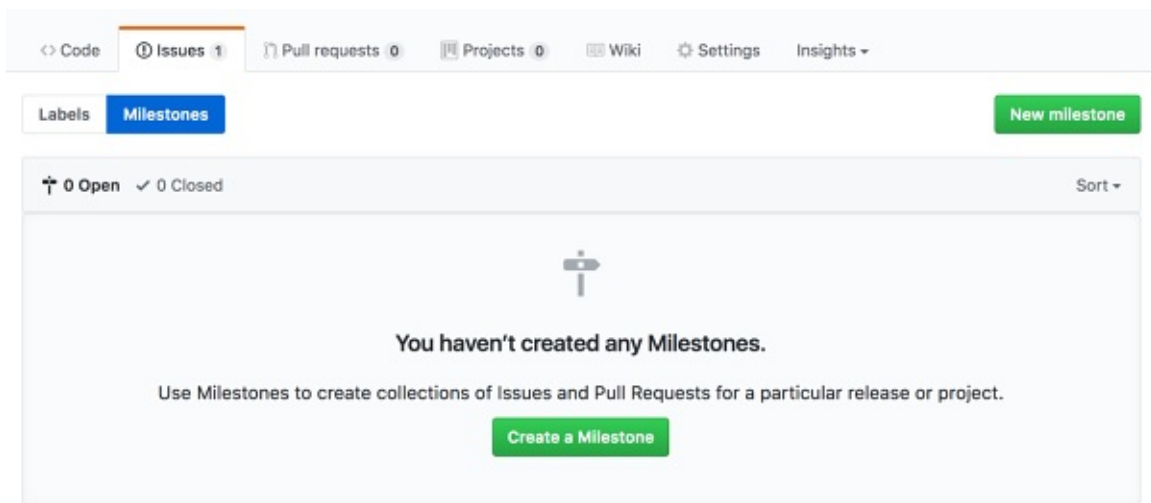 Code Issues 1 Pull requests 0 Projects 0 Wiki Settings Insights
Labels Milestones New milestone
0 Open 0 Closed Sort
You haven't created any Milestones.
Use Milestones to create collections of Issues and Pull Requests for a particular release or project.
Create a Milestone